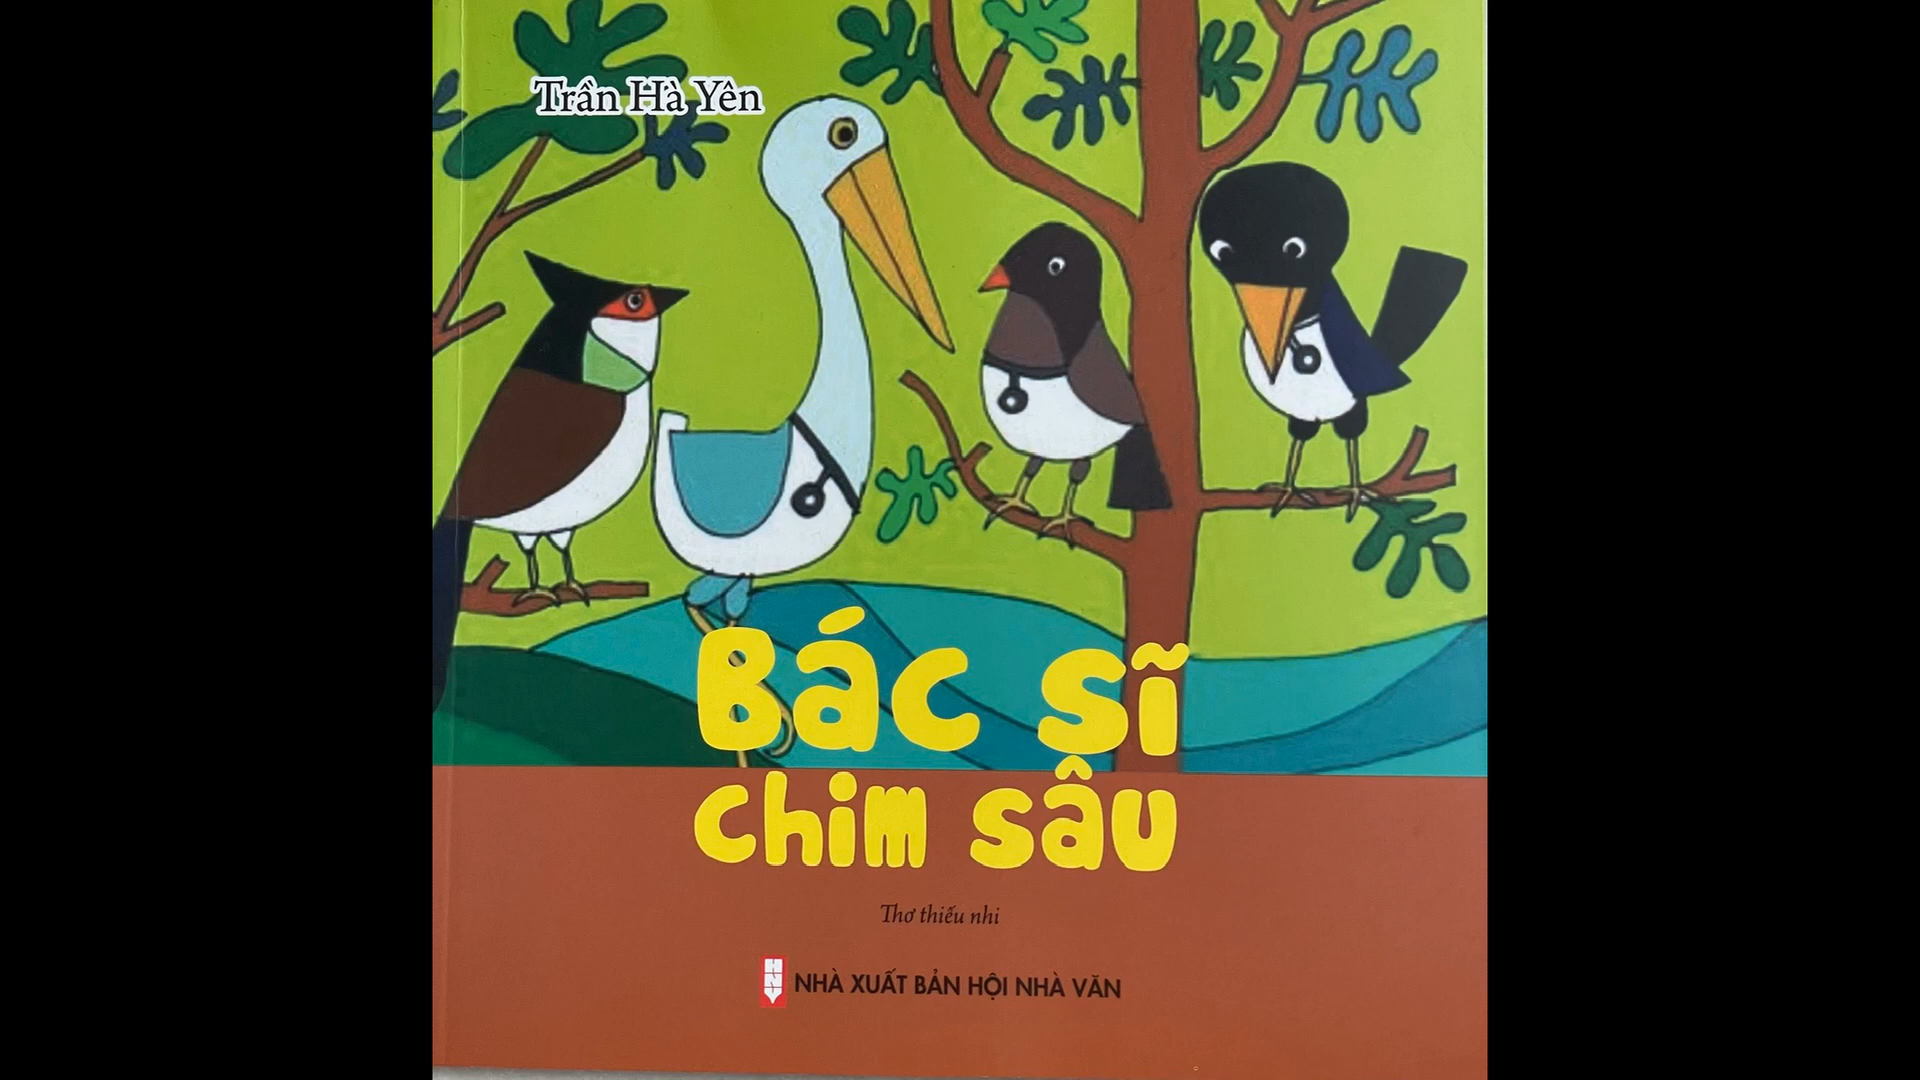 Trần Hà Yên
Bác sĩ
chim sâu
Thơ thiếu nhi
NHÀ XUẤT BẢN HỘI NHÀ VĂN